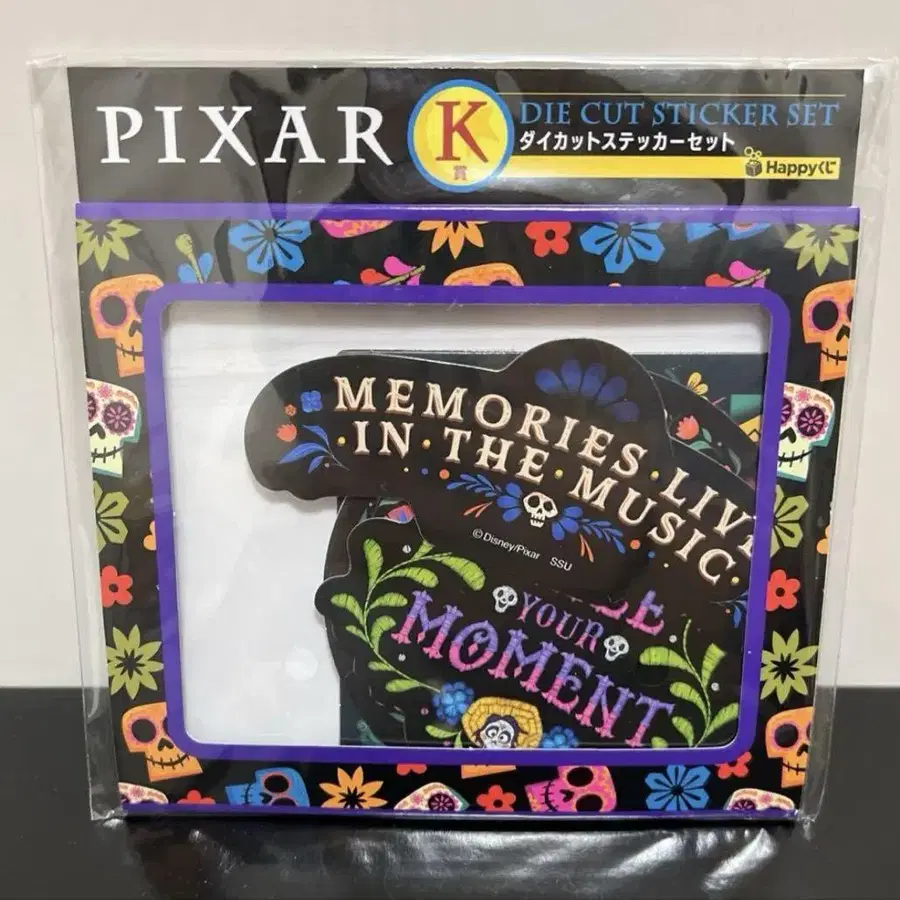 PIXAR
K
賞
DIE CUT STICKER SET
ダイカットステッカーセット
Happyくじ
MEMORIES·LIVE
·IN·THE·MUSIC·
©Disney/Pixar SSU
YOUR
MOMENT